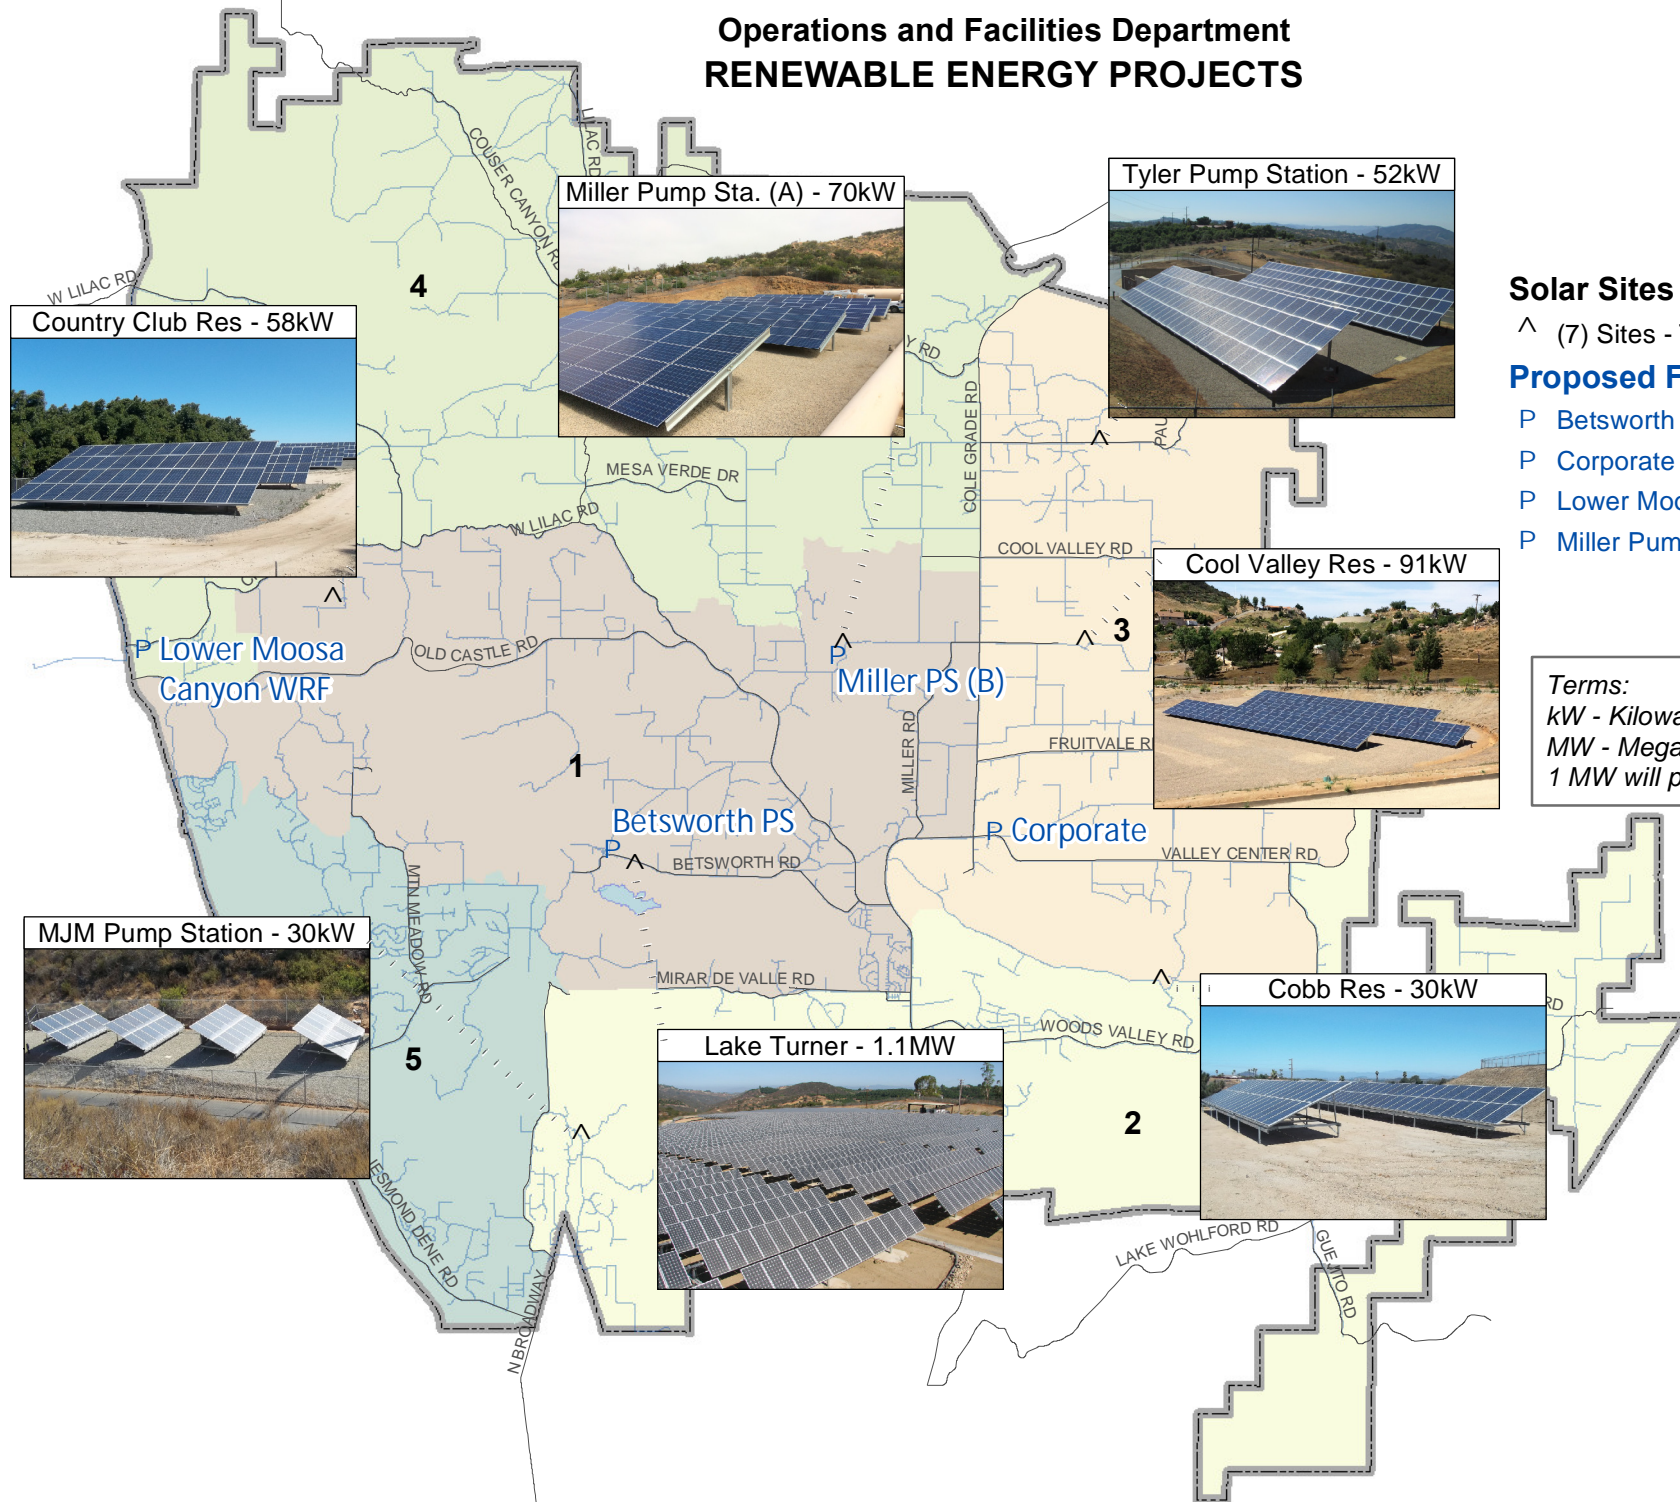 Operations and Facilities Department
RENEWABLE ENERGY PROJECTS
LILAC RD
COUSER CANYON RD
Miller Pump Sta. (A) - 70kW
Tyler Pump Station - 52kW
W LILAC RD
4
Country Club Res - 58kW
Solar Sites
^ (7) Sites -
Proposed
P Betsworth
P Corporate
P Lower
P Miller
RD
COLE GRADE RD
MESA VERDE DR
W LILAC RD
COOL VALLEY RD
Cool Valley Res - 91kW
3
OLD CASTLE RD
P Lower Moosa
Canyon WRF
P
Miller PS (B)
Terms:
kW -
MW -
1 MW will
MILLER RD
FRUITVALE
1
Betsworth PS
P
P Corporate
BETSWORTH RD
VALLEY CENTER RD
MTN MEADOW RD
MJM Pump Station - 30kW
MIRAR DE VALLE RD
Cobb Res - 30kW
RD
WOODS VALLEY RD
Lake Turner - 1.1MW
5
2
JESMOND DENE RD
N BROADWAY
LAKE WOHLFORD RD
GUEJITO RD